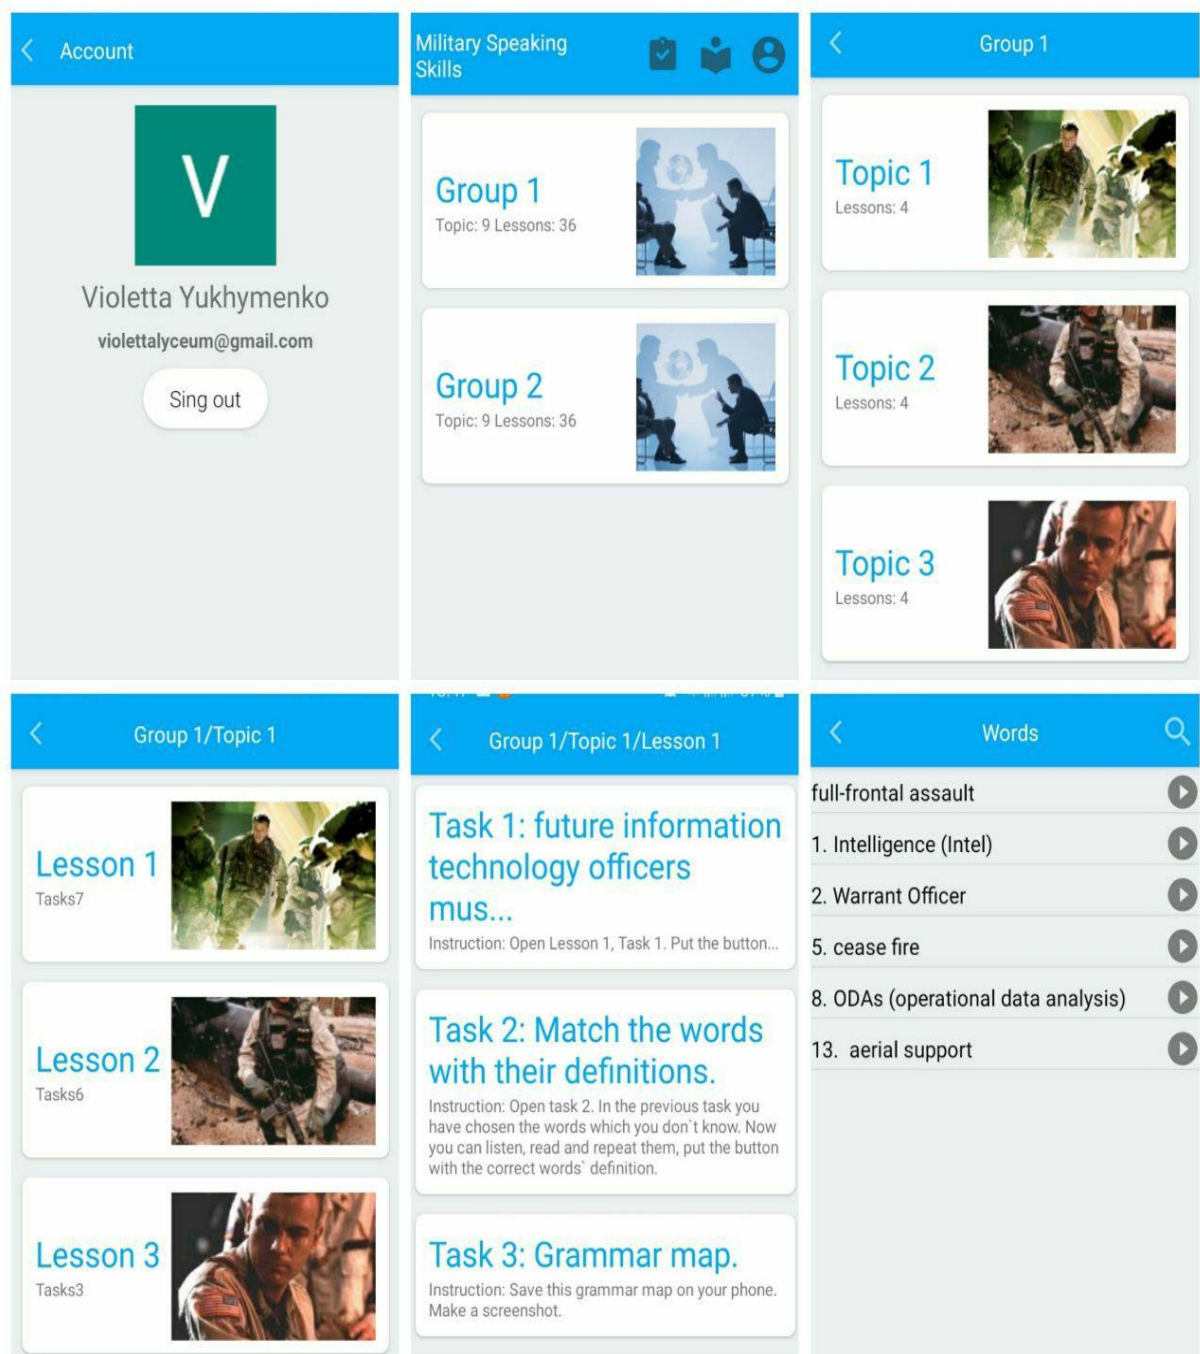 Account
V
Violetta Yukhymenko
violettalyceum@gmail.com
Sing out
Military Speaking
Skills
Group 1
Topic: 9 Lessons: 36
Group 2
Topic: 9 Lessons: 36
Group 1
Topic 1
Lessons: 4
Topic 2
Lessons: 4
Topic 3
Lessons: 4
Group 1/Topic 1
Lesson 1
Tasks7
Lesson 2
Tasks6
Lesson 3
Tasks3
Group 1/Topic 1/Lesson 1
Task 1: future information
technology officers
mus...
Instruction: Open Lesson 1, Task 1. Put the button...
Task 2: Match the words
with their definitions.
Instruction: Open task 2. In the previous task you
have chosen the words which you don`t know. Now
you can listen, read and repeat them, put the button
with the correct words` definition.
Task 3: Grammar map.
Instruction: Save this grammar map on your phone.
Make a screenshot.
Words
full-frontal assault
1. Intelligence (Intel)
2. Warrant Officer
5. cease fire
8. ODAs (operational data analysis)
13. aerial support